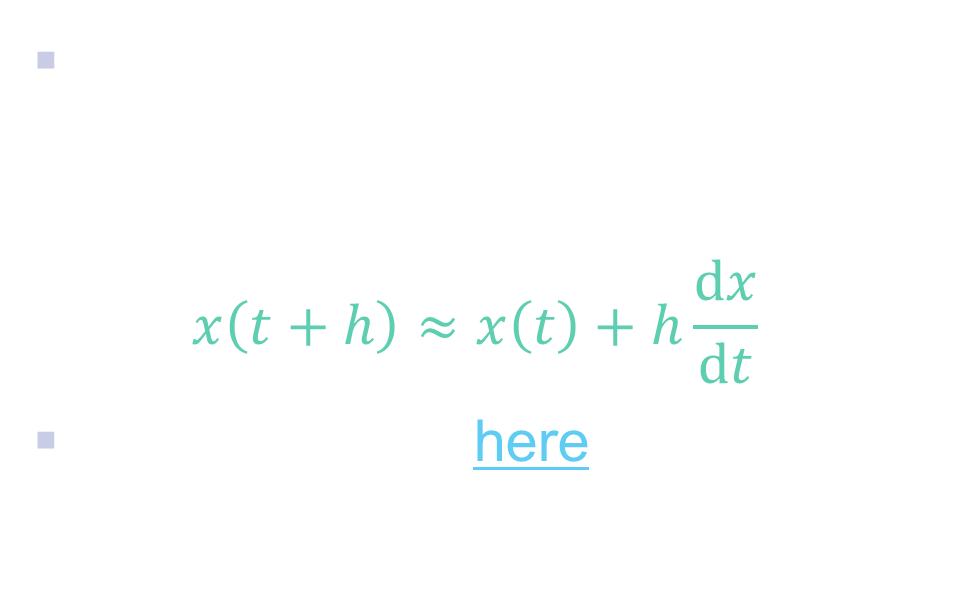 x(t + h) ≈ x(t) + h dx/dt
here